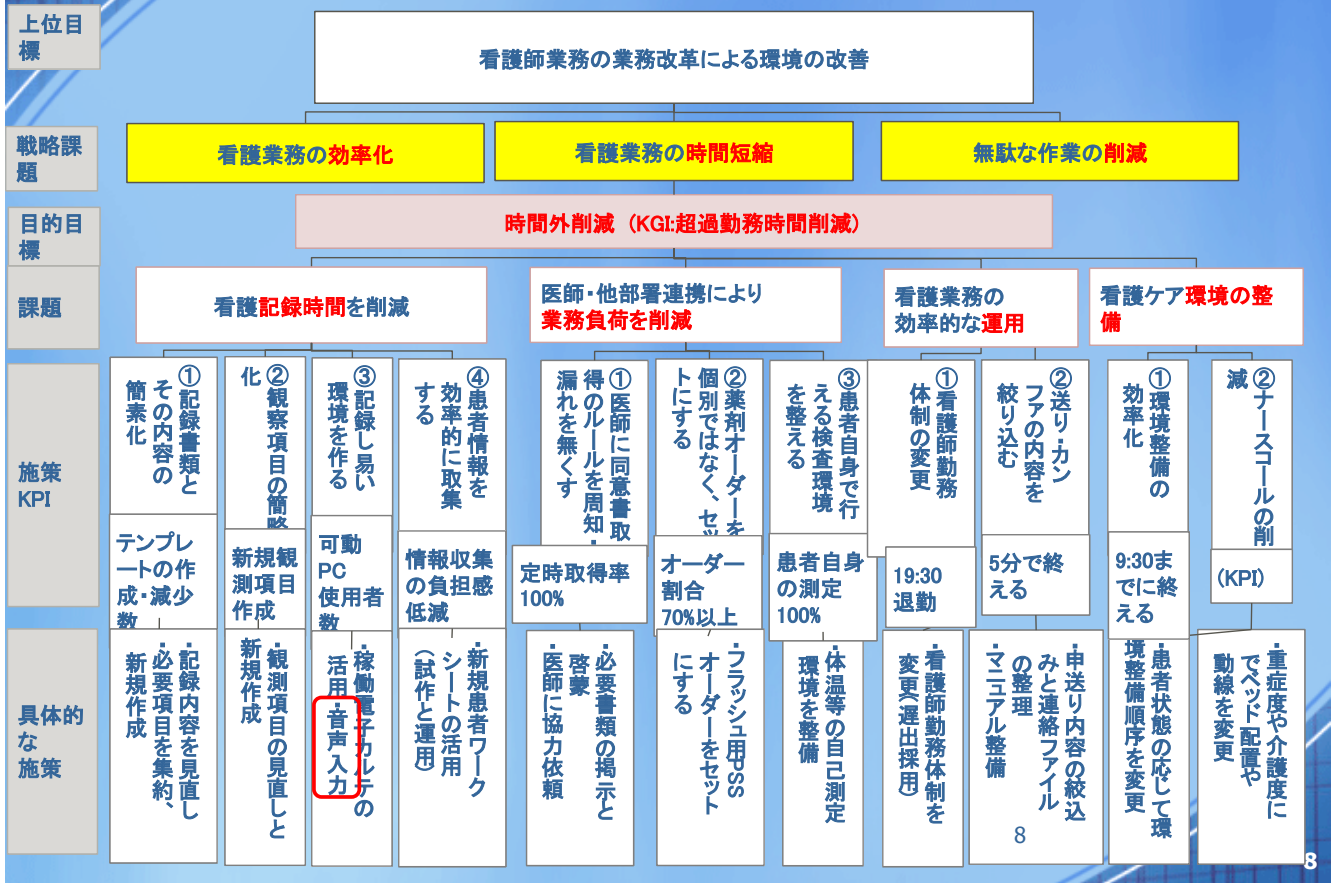 上位目
標
看護師業務の業務改革による環境の改善
戦略課
題
看護業務の効率化
看護業務の時間短縮
無駄な作業の削減
目的目
標
時間外削減（KGI:超過勤務時間削減）
課題
看護記録時間を削減
医師・他部署連携により
業務負荷を削減
看護業務の
効率的な運用
看護ケア環境の整
備
施策
KPI
①記録書類と
その内容の
簡素化
②観察項目の簡略
化
③記録し易い
環境を作る
④患者情報を
効率的に取集
する
①医師に同意書取
得のルールを周知・
漏れを無くす
②薬剤オーダーを
個別ではなく、セッ
トにする
③患者自身で行
える検査環境
を整える
①看護師勤務
体制の変更
②送り・カン
ファの内容を
絞り込む
①環境整備の
効率化
②ナースコールの削
減
テンプレ
ートの作
成・減少
数
新規観
測項目
作成
可動
PC
使用者
数
情報収集
の負担感
低減
定時取得率
100%
オーダー
割合
70%以上
患者自身
の測定
100%
19:30
退勤
5分で終
える
9:30ま
でに終
える
(KPI)
具体的
な
施策
・記録内容を見直し
必要項目を集約、
新規作成
・観測項目の見直しと
新規作成
・稼働電子カルテの
活用・音声入力
・新規患者ワーク
シートの活用
（試作と運用）
・必要書類の掲示と
啓蒙
・医師に協力依頼
・フラッシュ用PSS
オーダーをセット
にする
・体温等の自己測定
環境を整備
・看護師勤務体制を
変更（遅出採用）
・申送り内容の絞込
みと連絡ファイル
の整理
・マニュアル整備
・患者状態の応じて環
境整備順序を変更
・重症度や介護度に
でベッド配置や
動線を変更
8
8